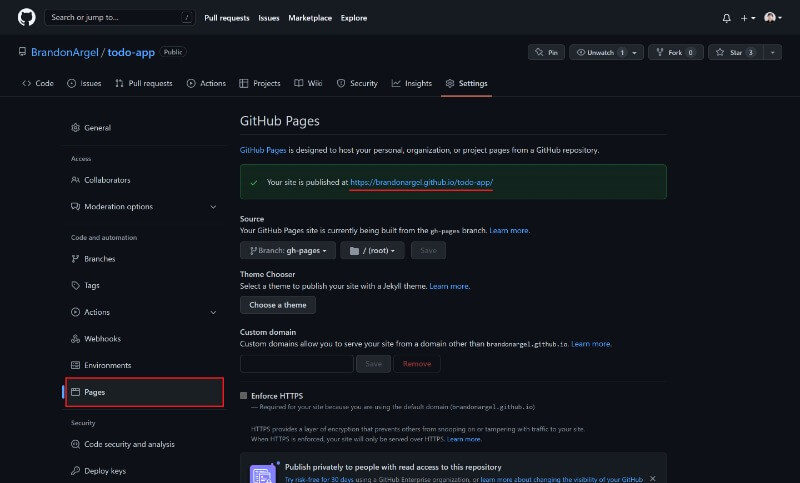 Search or jump to...
/
Pull requests
Issues
Marketplace
Explore
BrandonArgel / todo-app
Public
Pin
Unwatch 1
Fork 0
Star 3
Code
Issues
Pull requests
Actions
Projects
Wiki
Security
Insights
Settings
General
Access
Collaborators
Moderation options
Code and automation
Branches
Tags
Actions
Webhooks
Environments
Pages
Security
Code security and analysis
Deploy keys
GitHub Pages
GitHub Pages is designed to host your personal, organization, or project pages from a GitHub repository.
Your site is published at https://brandonargel.github.io/todo-app/
Source
Your GitHub Pages site is currently being built from the gh-pages branch. Learn more.
Branch: gh-pages
/ (root)
Save
Theme Chooser
Select a theme to publish your site with a Jekyll theme. Learn more.
Choose a theme
Custom domain
Custom domains allow you to serve your site from a domain other than brandonargel.github.io. Learn more.
Save
Remove
Enforce HTTPS
— Required for your site because you are using the default domain (brandonargel.github.io)
HTTPS provides a layer of encryption that prevents others from snooping on or tampering with traffic to your site.
When HTTPS is enforced, your site will only be served over HTTPS. Learn more.
Publish privately to people with read access to this repository
Try risk-free for 30 days using a GitHub Enterprise organization, or learn more about changing the visibility of your GitHub